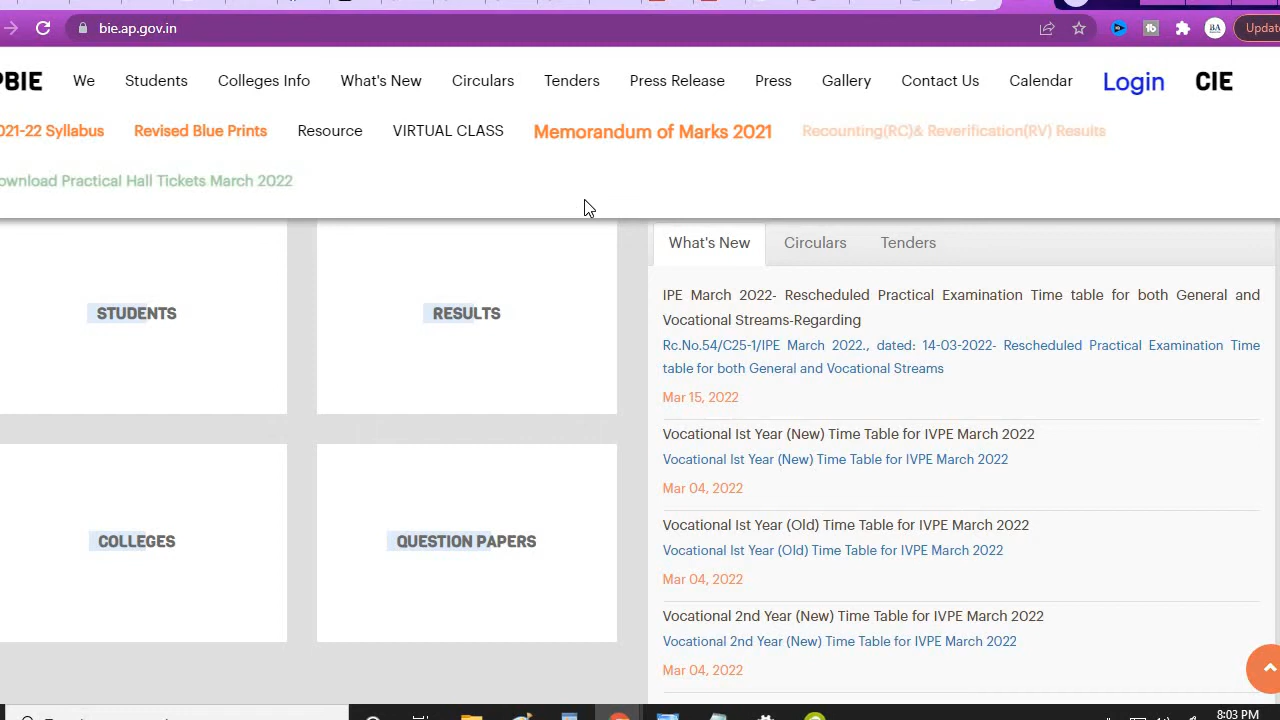 bie.ap.gov.in
Updat
PBIE We Students Colleges Info What's New Circulars Tenders Press Release Press Gallery Contact Us Calendar Login CIE
021-22 Syllabus Revised Blue Prints Resource VIRTUAL CLASS Memorandum of Marks 2021 Recounting(RC)& Reverification(RV) Results
ownload Practical Hall Tickets March 2022
What's New Circulars Tenders
STUDENTS
RESULTS
COLLEGES
QUESTION PAPERS
IPE March 2022- Rescheduled Practical Examination Time table for both General and
Vocational Streams-Regarding
Rc.No.54/C25-1/IPE March 2022., dated: 14-03-2022- Rescheduled Practical Examination Time
table for both General and Vocational Streams
Mar 15, 2022
Vocational Ist Year (New) Time Table for IVPE March 2022
Vocational Ist Year (New) Time Table for IVPE March 2022
Mar 04, 2022
Vocational Ist Year (Old) Time Table for IVPE March 2022
Vocational Ist Year (Old) Time Table for IVPE March 2022
Mar 04, 2022
Vocational 2nd Year (New) Time Table for IVPE March 2022
Vocational 2nd Year (New) Time Table for IVPE March 2022
Mar 04, 2022
8:03 PM